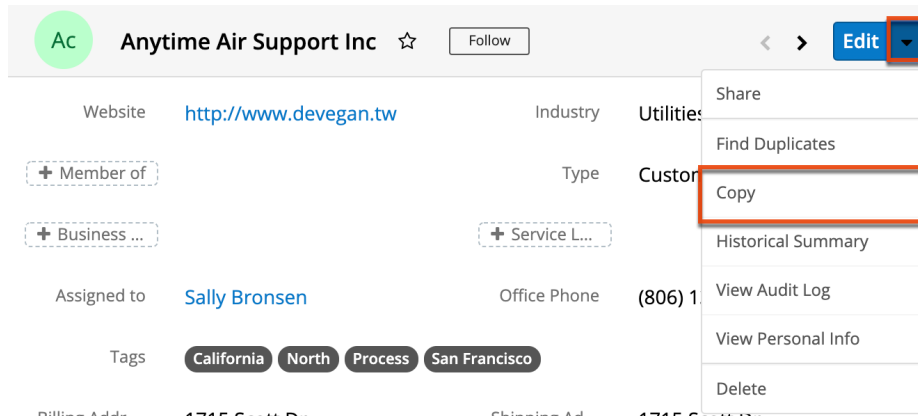 Ac Anytime Air Support Inc Follow Edit
Share
Website http://www.devegan.tw Industry Utilities
Find Duplicates
+ Member of Type
Copy
+ Business ... + Service L...
Historical Summary
Assigned to Sally Bronsen Office Phone (806)
View Audit Log
View Personal Info
Tags California North Process San Francisco
Delete